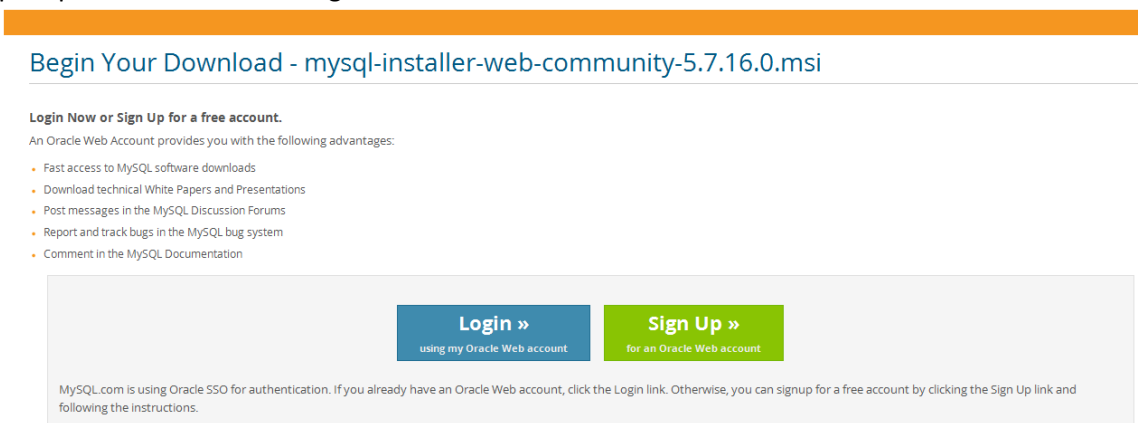 Begin Your Download - mysql-installer-web-community-5.7.16.0.msi
Login Now or Sign Up for a free account.
An Oracle Web Account provides you with the following advantages:
Fast access to MySQL software downloads
Download technical White Papers and Presentations
Post messages in the MySQL Discussion Forums
Report and track bugs in the MySQL bug system
Comment in the MySQL Documentation
Login »
using my Oracle Web account
Sign Up »
for an Oracle Web account
MySQL.com is using Oracle SSO for authentication. If you already have an Oracle Web account, click the Login link. Otherwise, you can signup for a free account by clicking the Sign Up link and
following the instructions.